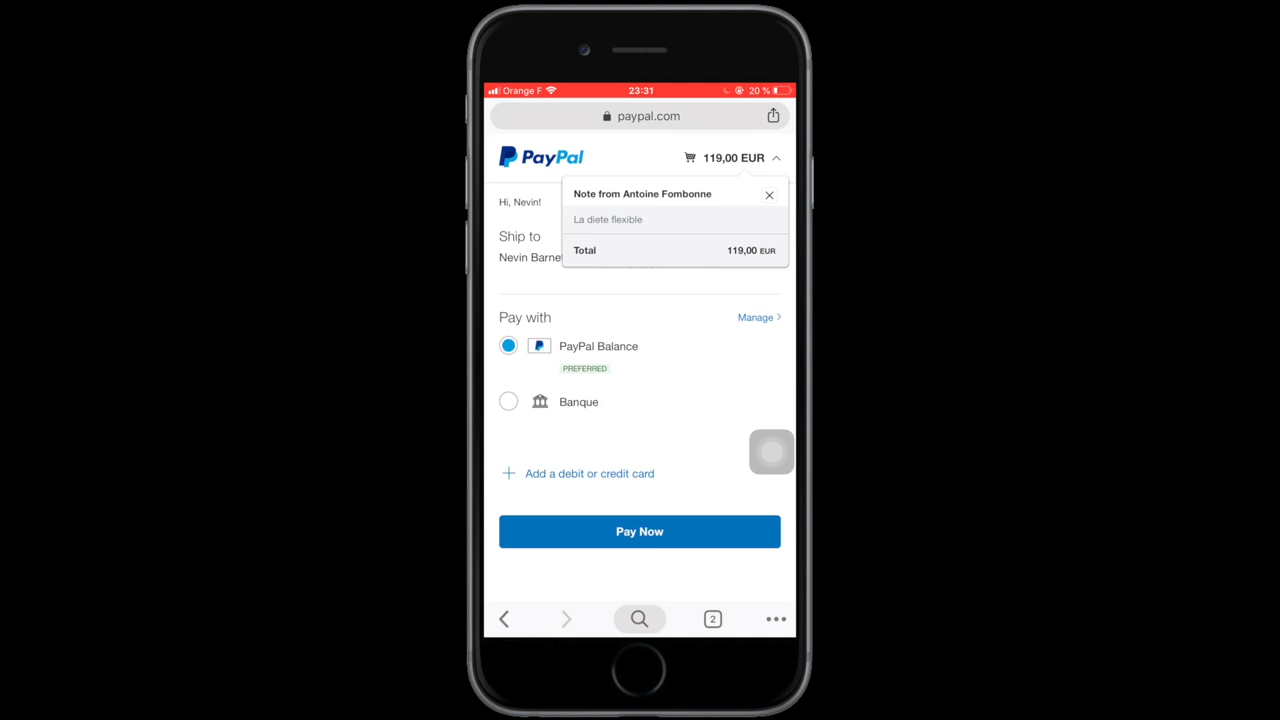 Orange F 23:31 20 %
paypal.com
PayPal 119,00 EUR
Note from Antoine Fombonne
Hi, Nevin!
La diete flexible
Ship to
Total 119,00 EUR
Nevin Barne
Pay with Manage
PayPal Balance
PREFERRED
Banque
Add a debit or credit card
Pay Now
2